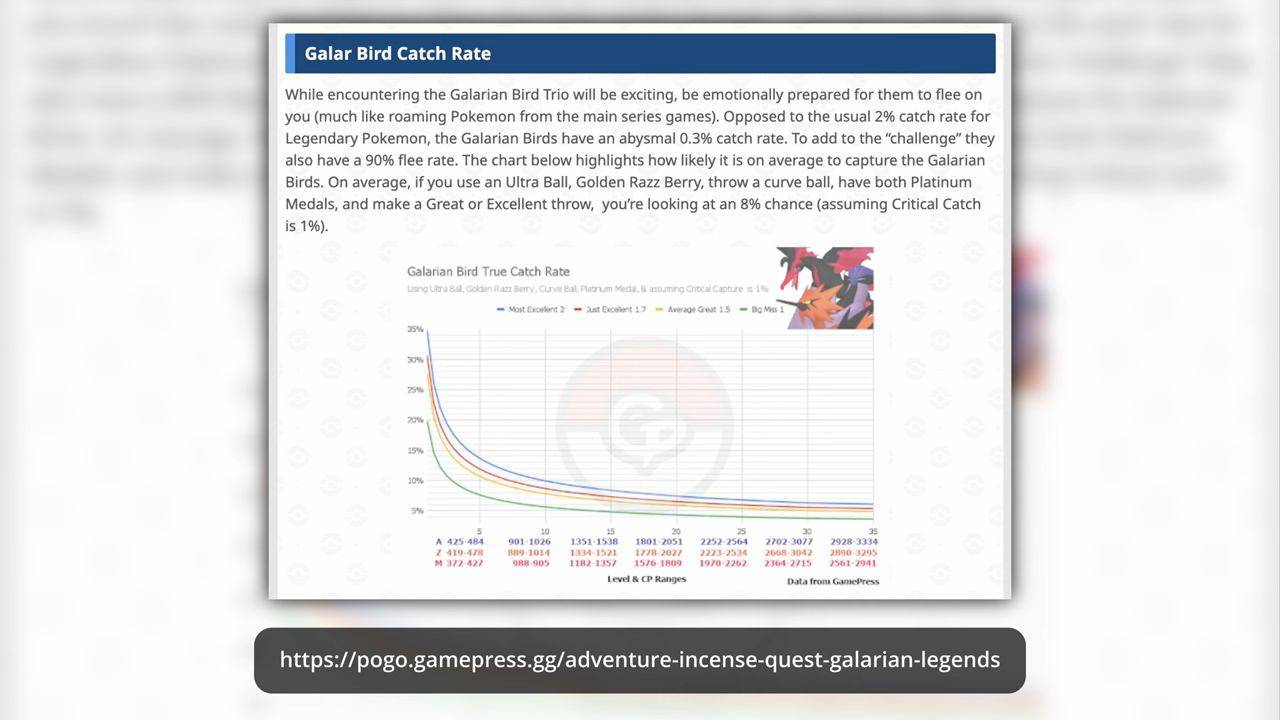 Galar Bird Catch Rate
While encountering the Galarian Bird Trio will be exciting, be emotionally prepared for them to flee on
you (much like roaming Pokemon from the main series games). Opposed to the usual 2% catch rate for
Legendary Pokemon, the Galarian Birds have an abysmal 0.3% catch rate. To add to the “challenge” they
also have a 90% flee rate. The chart below highlights how likely it is on average to capture the Galarian
Birds. On average, if you use an Ultra Ball, Golden Razz Berry, throw a curve ball, have both Platinum
Medals, and make a Great or Excellent throw, you’re looking at an 8% chance (assuming Critical Catch
is 1%).
Galarian Bird True Catch Rate
Using Ultra Ball, Golden Razz Berry, Curve Ball, Platinum Medal, & assuming Critical Capture is 1%
Most Excellent 2 Just Excellent 1.7 Average Great 1.5 Big Miss 1
35%
30%
25%
20%
15%
10%
5%
5 10 15 20 25 30 35
A 425-484 901-1026 1351-1538 1801-2051 2252-2564 2702-3077 2928-3334
Z 419-478 889-1014 1334-1521 1778-2027 2223-2534 2668-3042 2890-3295
M 372-427 988-905 1182-1357 1576-1809 1970-2262 2364-2715 2561-2941
Level & CP Ranges Data from GamePress
https://pogo.gamepress.gg/adventure-incense-quest-galarian-legends